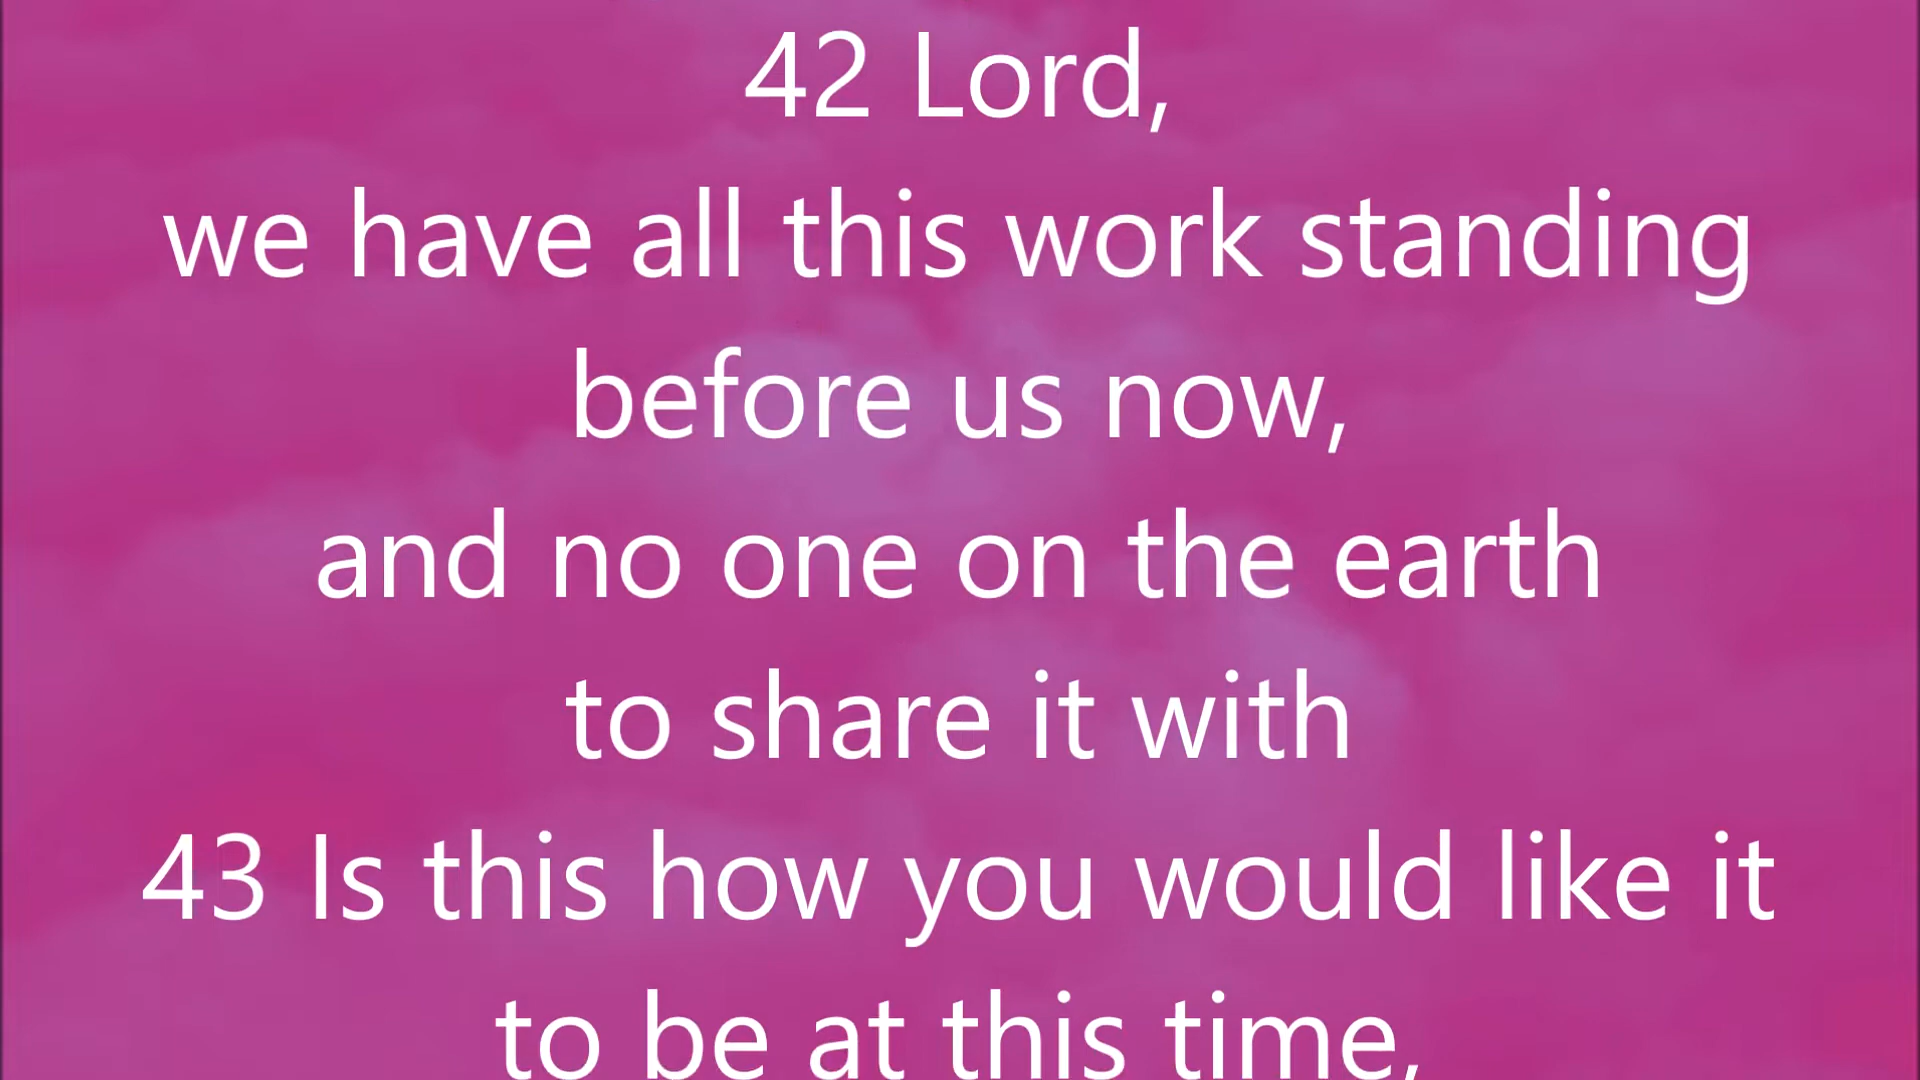 42 Lord,
we have all this work standing
before us now,
and no one on the earth
to share it with
43 Is this how you would like it
to be at this time,